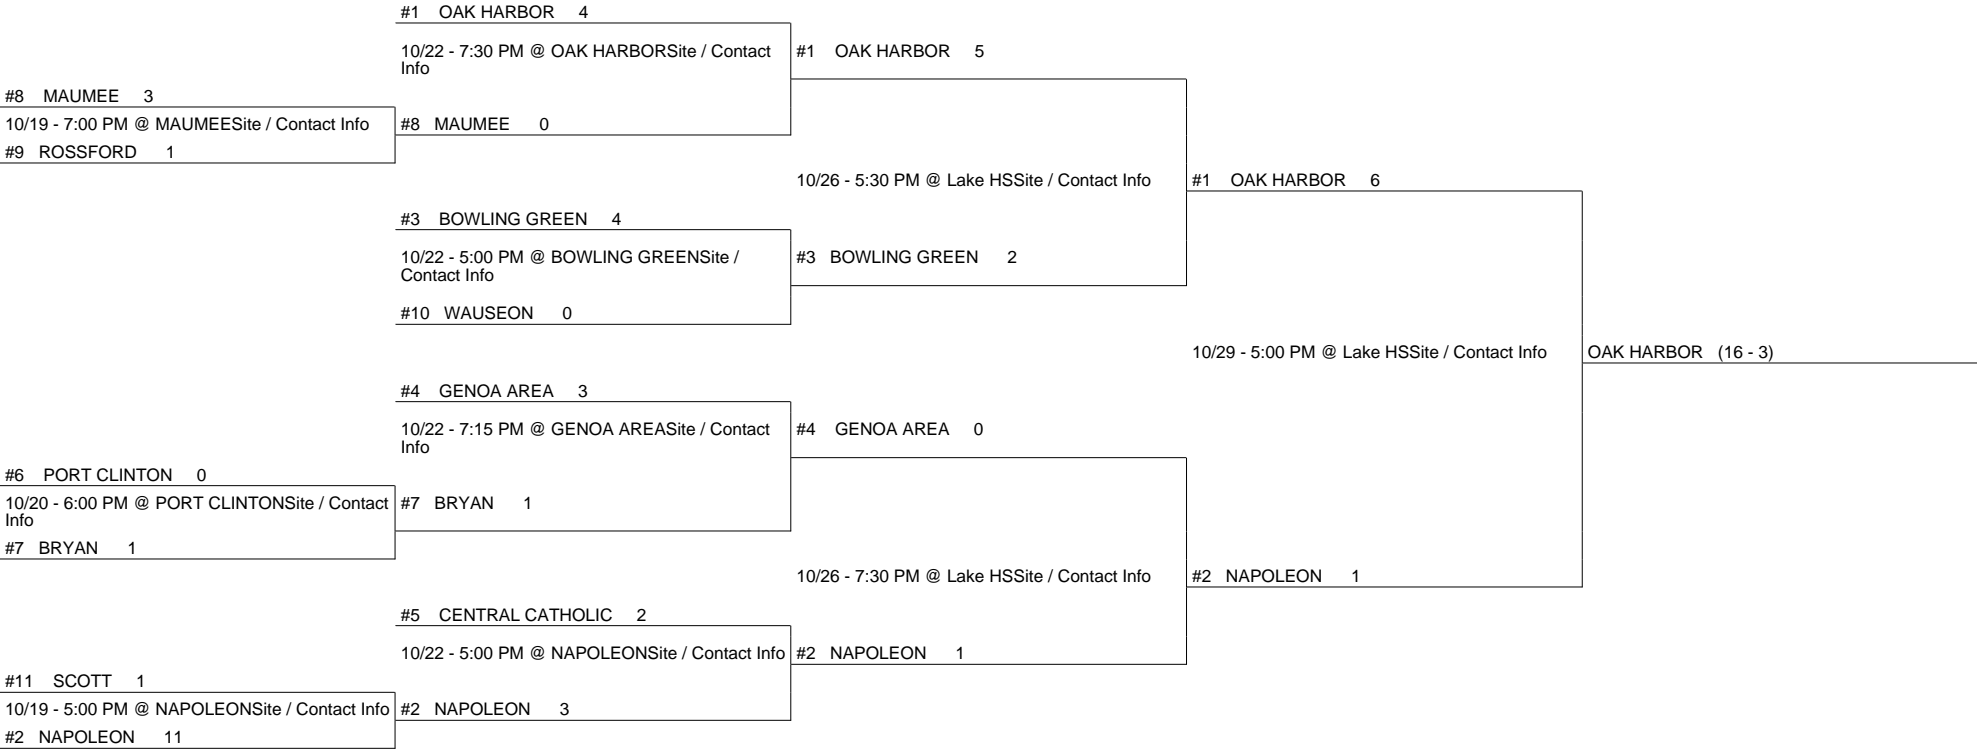 #1 OAK HARBOR 4
10/22 - 7:30 PM @ OAK HARBORSite / Contact
Info
#1 OAK HARBOR 5
#8 MAUMEE 3
10/19 - 7:00 PM @ MAUMEESite / Contact Info
#8 MAUMEE 0
#9 ROSSFORD 1
10/26 - 5:30 PM @ Lake HSSite / Contact Info
#1 OAK HARBOR 6
#3 BOWLING GREEN 4
10/22 - 5:00 PM @ BOWLING GREENSite /
Contact Info
#3 BOWLING GREEN 2
#10 WAUSEON 0
10/29 - 5:00 PM @ Lake HSSite / Contact Info
OAK HARBOR (16 - 3)
#4 GENOA AREA 3
10/22 - 7:15 PM @ GENOA AREASite / Contact
Info
#4 GENOA AREA 0
#6 PORT CLINTON 0
10/20 - 6:00 PM @ PORT CLINTONSite / Contact
Info
#7 BRYAN 1
#7 BRYAN 1
10/26 - 7:30 PM @ Lake HSSite / Contact Info
#2 NAPOLEON 1
#5 CENTRAL CATHOLIC 2
10/22 - 5:00 PM @ NAPOLEONSite / Contact Info
#2 NAPOLEON 1
#11 SCOTT 1
10/19 - 5:00 PM @ NAPOLEONSite / Contact Info
#2 NAPOLEON 3
#2 NAPOLEON 11